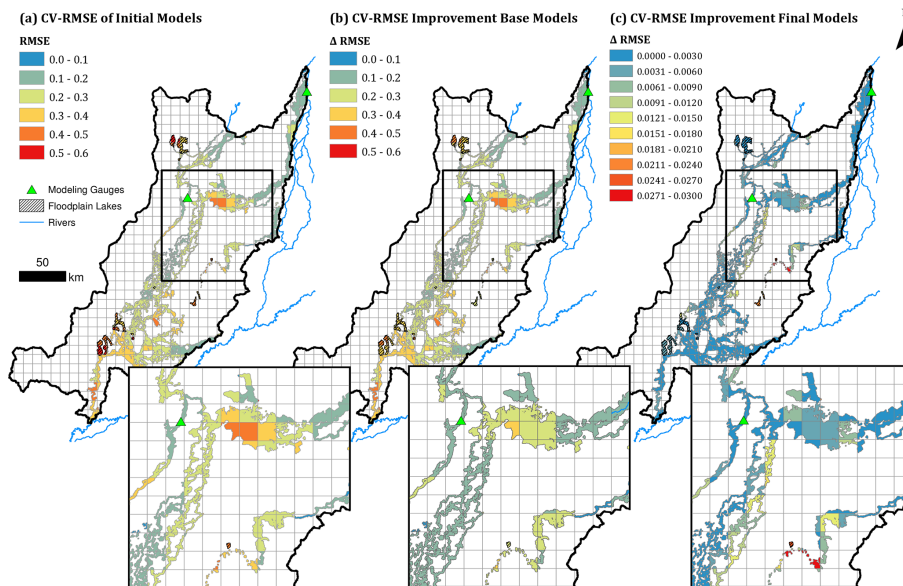 (a) CV-RMSE of Initial Models
RMSE
0.0 - 0.1
0.1 - 0.2
0.2 - 0.3
0.3 - 0.4
0.4 - 0.5
0.5 - 0.6
Modeling Gauges
Floodplain Lakes
Rivers
50
km
(b) CV-RMSE Improvement Base Models
Δ RMSE
0.0 - 0.1
0.1 - 0.2
0.2 - 0.3
0.3 - 0.4
0.4 - 0.5
0.5 - 0.6
(c) CV-RMSE Improvement Final Models
Δ RMSE
0.0000 - 0.0030
0.0031 - 0.0060
0.0061 - 0.0090
0.0091 - 0.0120
0.0121 - 0.0150
0.0151 - 0.0180
0.0181 - 0.0210
0.0211 - 0.0240
0.0241 - 0.0270
0.0271 - 0.0300